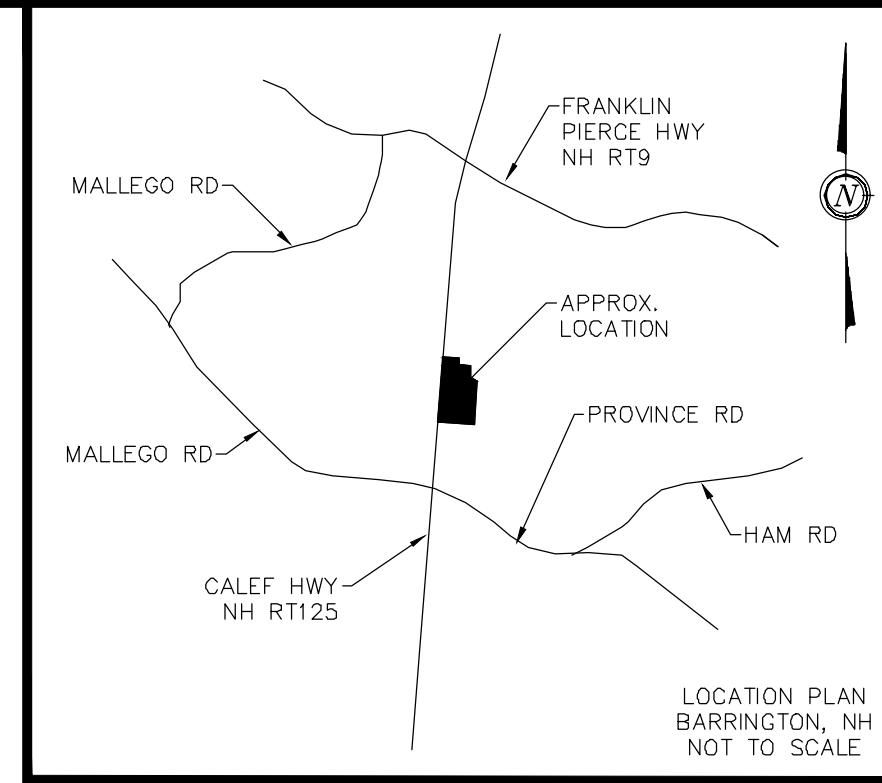 FRANKLIN
PIERCE HWY
NH RT9
MALLEGO RD
N
APPROX.
LOCATION
PROVINCE RD
MALLEGO RD
HAM RD
CALEF HWY
NH RT125
LOCATION PLAN
BARRINGTON, NH
NOT TO SCALE